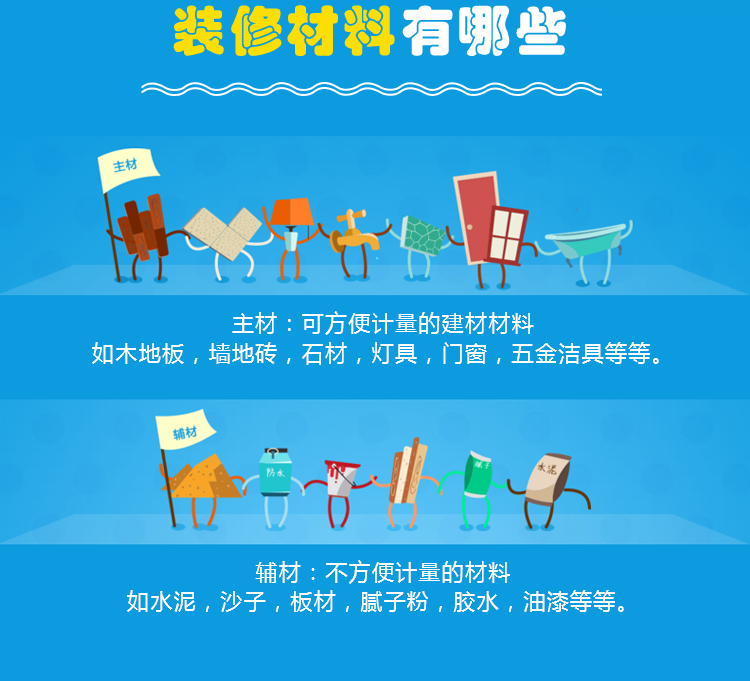 装修材料有哪些
主材
主材：可方便计量的建材材料
如木地板，墙地砖，石材，灯具，门窗，五金洁具等等。
辅材
防水
腻子
水泥
辅材：不方便计量的材料
如水泥，沙子，板材，腻子粉，胶水，油漆等等。